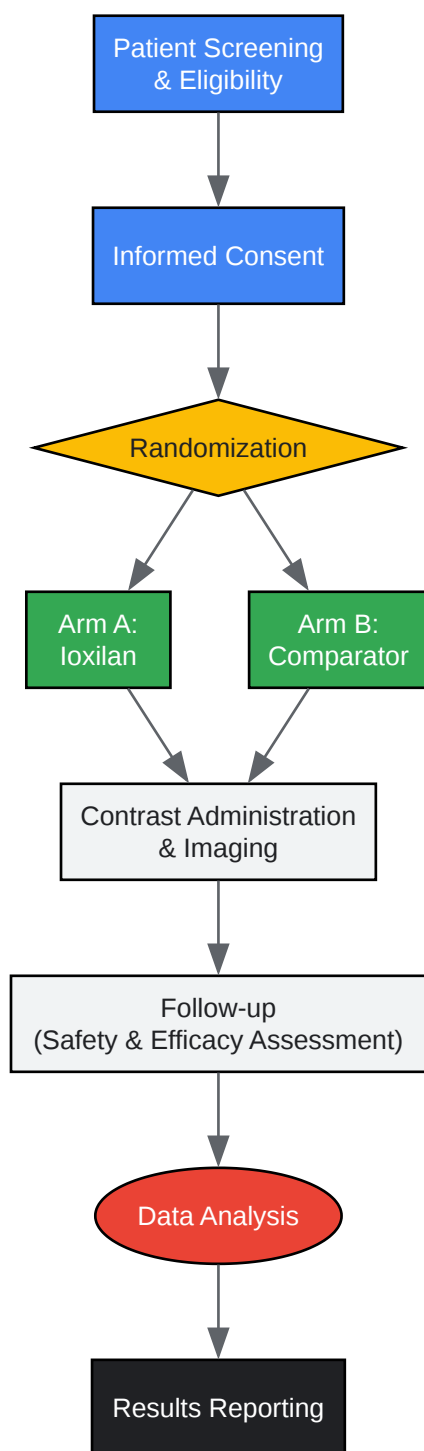 Patient Screening
& Eligibility
Informed Consent
Randomization
Arm A:
Ioxilan
Arm B:
Comparator
Contrast Administration
& Imaging
Follow-up
(Safety & Efficacy Assessment)
Data Analysis
Results Reporting